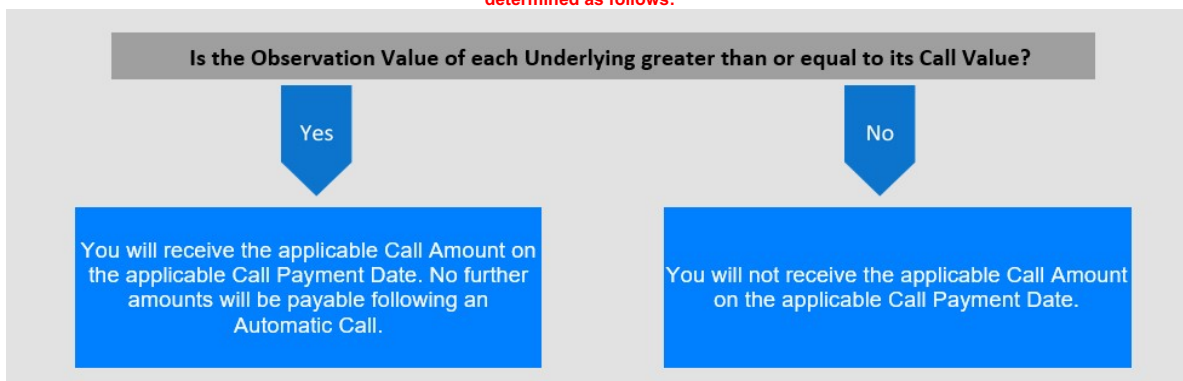 determined as follows:
Is the Observation Value of each Underlying greater than or equal to its Call Value?
Yes
No
You will receive the applicable Call Amount on
the applicable Call Payment Date. No further
amounts will be payable following an
Automatic Call.
You will not receive the applicable Call Amount
on the applicable Call Payment Date.